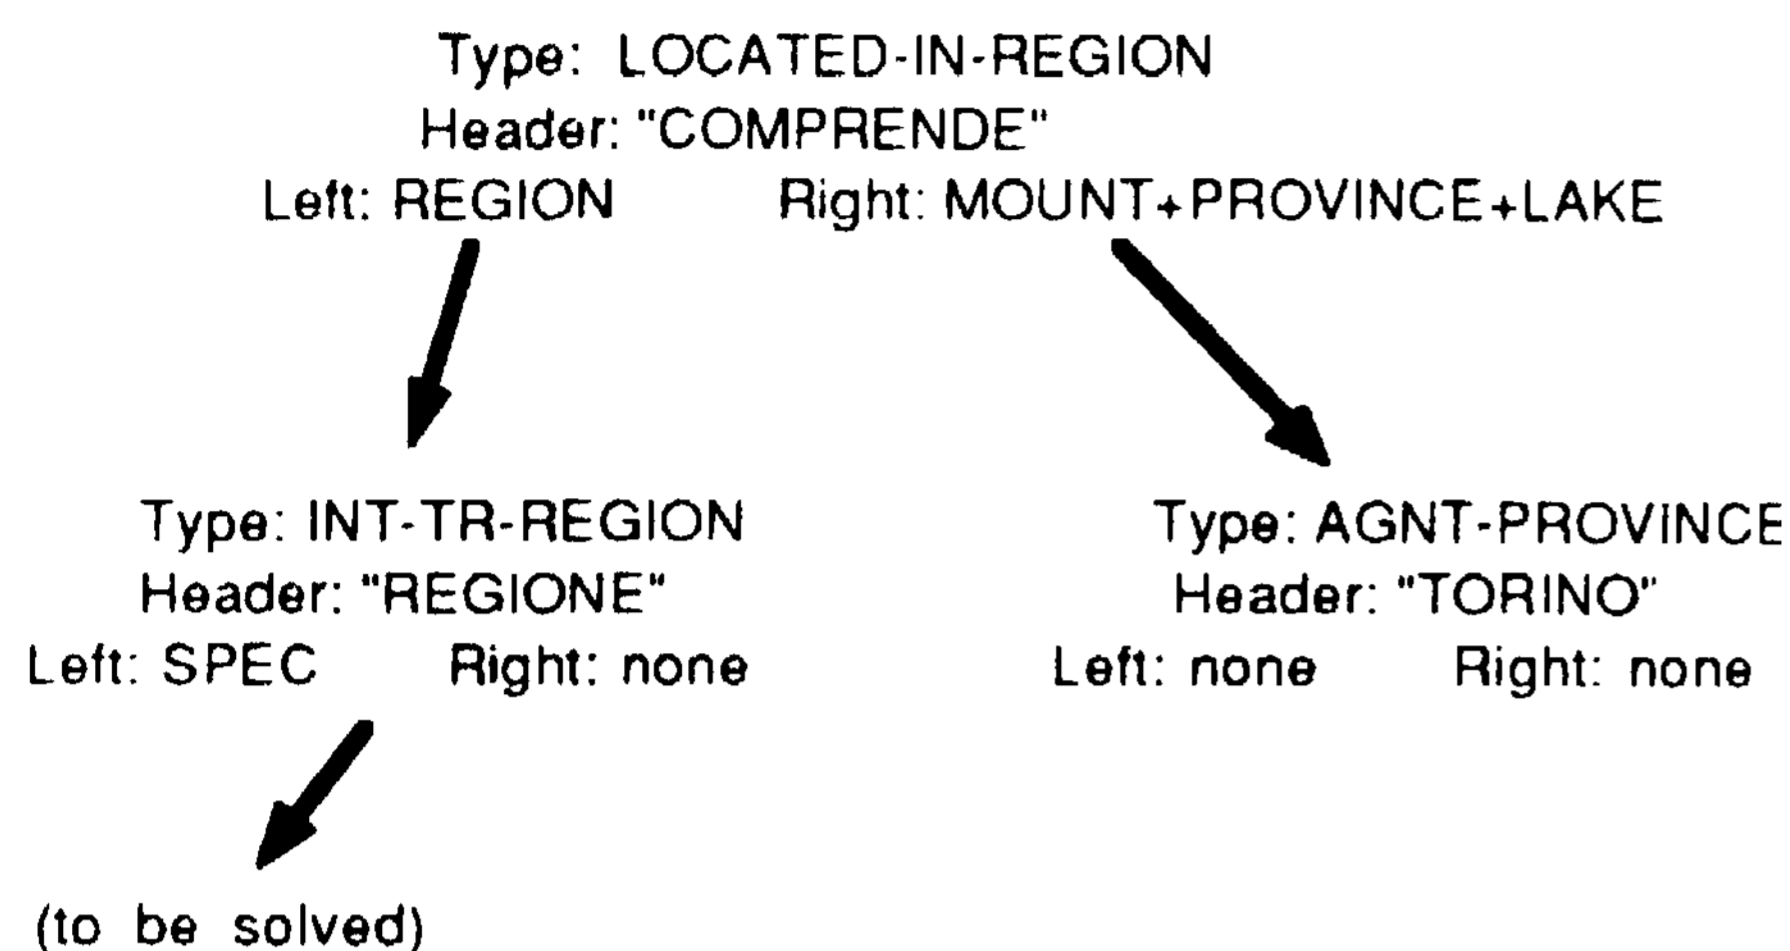 Type: LOCATED-IN-REGION
Header: "COMPRENDE"
Left: REGION Right: MOUNT+PROVINCE+LAKE
Type: INT-TR-REGION Type: AGNT-PROVINCE
Header: "REGIONE" Header: "TORINO"
Left: SPEC Right: none Left: none Right: none
(to be solved)